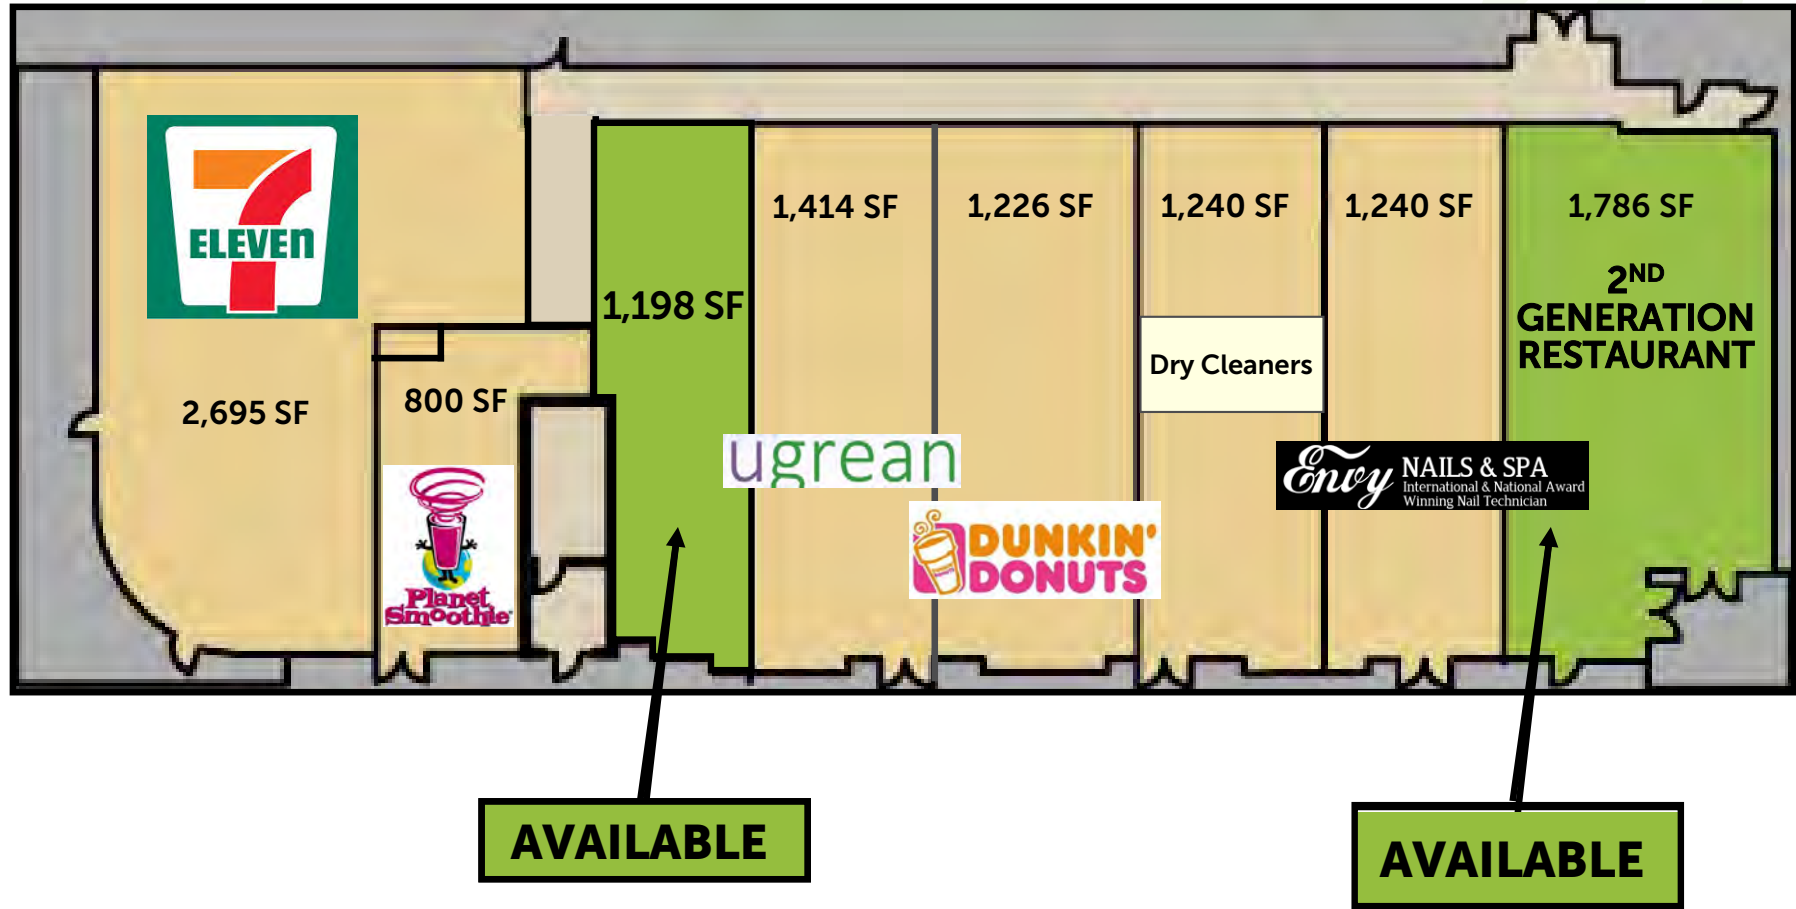 7
ELEVEn
2,695 SF
800 SF
Planet
Smoothie
1,198 SF
1,414 SF
ugrean
1,226 SF
DUNKIN'
DONUTS
1,240 SF
Dry Cleaners
1,240 SF
Envy NAILS & SPA
International & National Award
Winning Nail Technician
1,786 SF
2ND
GENERATION
RESTAURANT
AVAILABLE
AVAILABLE